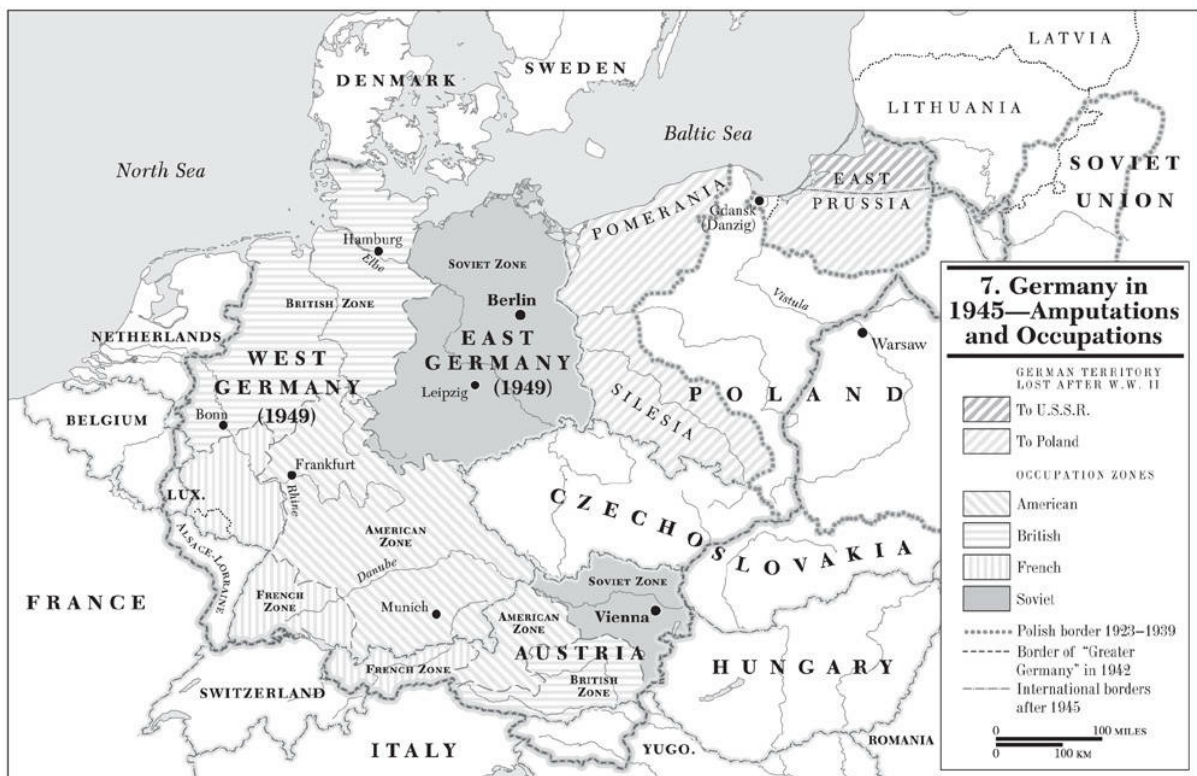 LATVIA
SWEDEN
DENMARK
LITHUANIA
Baltic Sea
North Sea
SOVIET
UNION
EAST
PRUSSIA
POMERANIA
Gdansk
(Danzig)
Hamburg
Elbe
SOVIET ZONE
Berlin
BRITISH ZONE
Vistula
NETHERLANDS
WEST
GERMANY
(1949)
EAST
GERMANY
(1949)
Leipzig
Warsaw
POLAND
SILESIA
BELGIUM
Bonn
Frankfurt
Rhine
LUX.
CZECHOSLOVAKIA
AMERICAN
ZONE
ALSACE-LORRAINE
Danube
SOVIET ZONE
FRANCE
FRENCH
ZONE
Munich
AMERICAN
ZONE
Vienna
AUSTRIA
FRENCH ZONE
BRITISH
ZONE
HUNGARY
SWITZERLAND
ITALY
YUGO.
ROMANIA
7. Germany in
1945—Amputations
and Occupations
GERMAN TERRITORY
LOST AFTER W.W. II
To U.S.S.R.
To Poland
OCCUPATION ZONES
American
British
French
Soviet
Polish border 1923–1939
Border of "Greater
Germany" in 1942
International borders
after 1945
0 100 MILES
0 100 KM